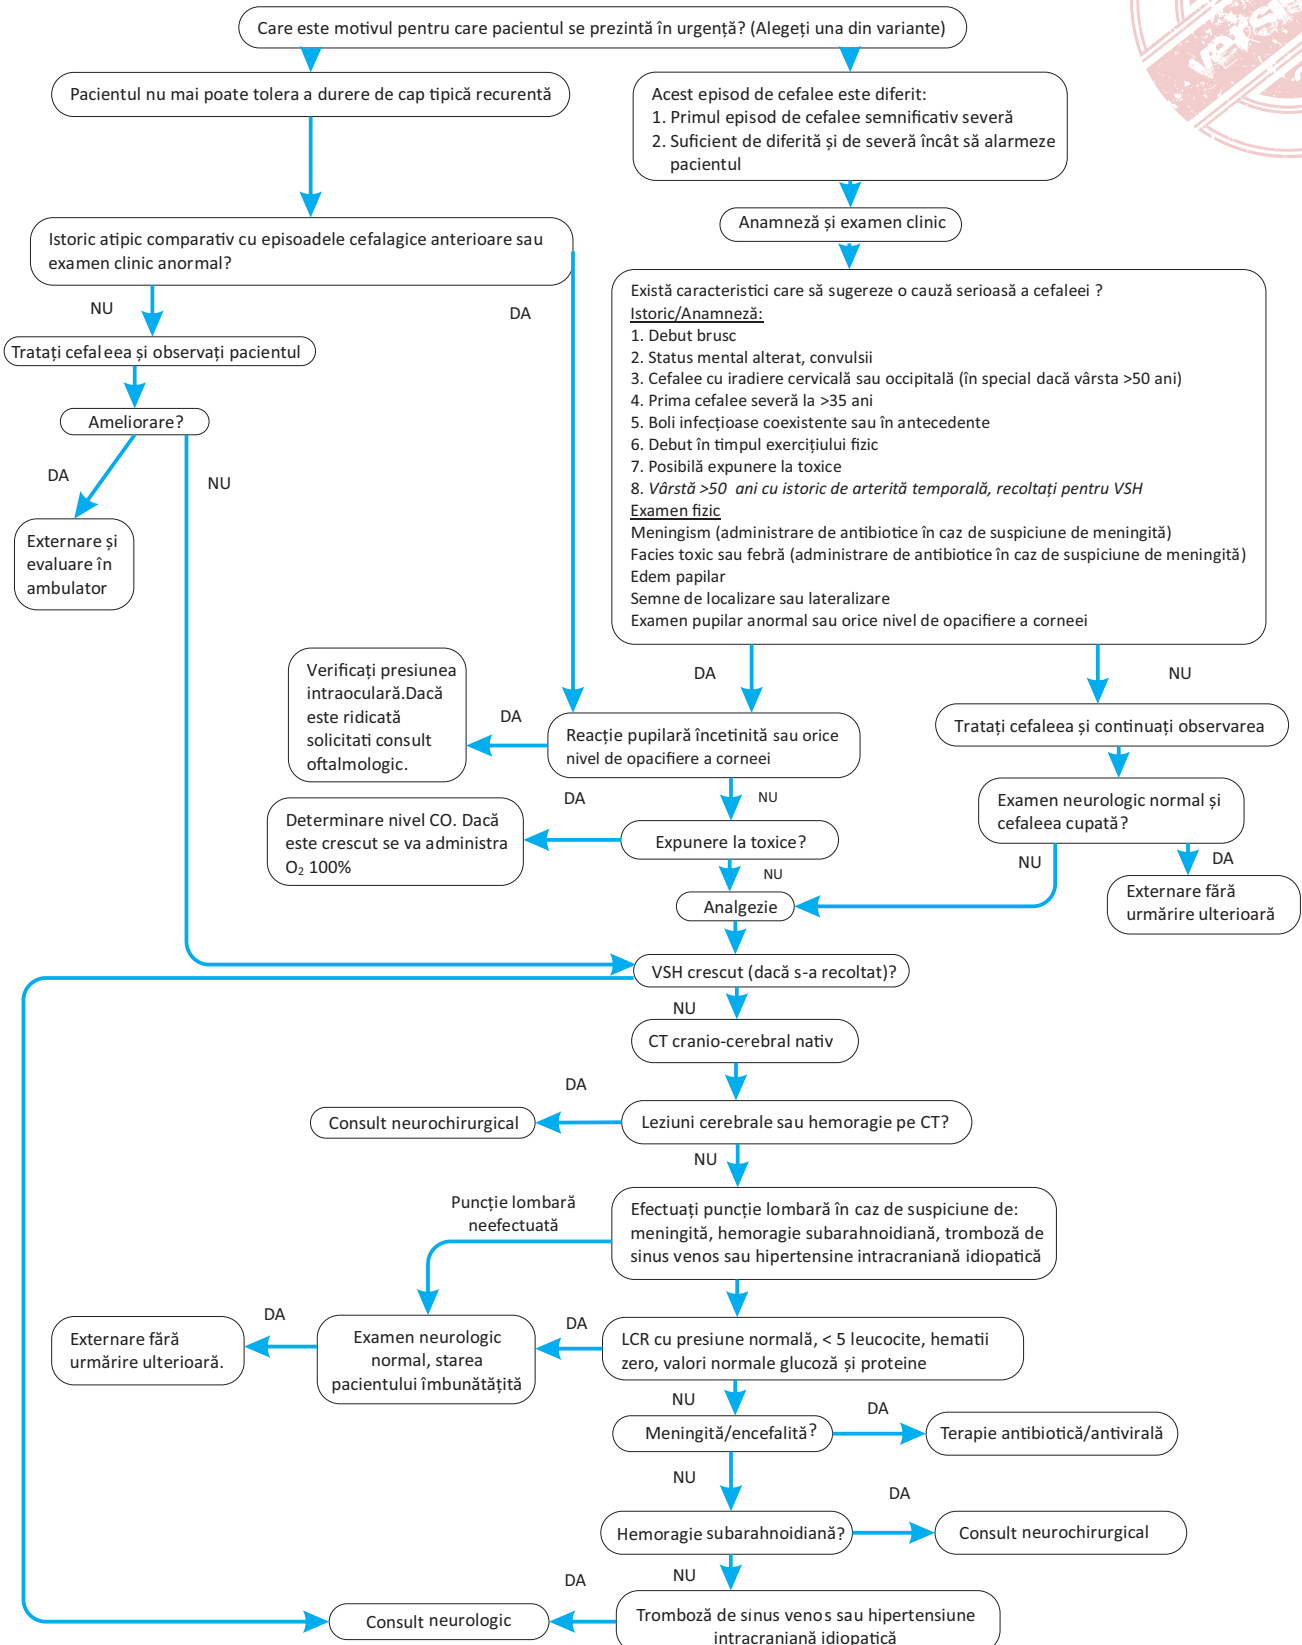 Care este motivul pentru care pacientul se prezintă în urgență? (Alegeți una din variante)
Pacientul nu mai poate tolera a durere de cap tipică recurentă
Acest episod de cefalee este diferit:
1. Primul episod de cefalee semnificativ severă
2. Suficient de diferită și de severă încât să alarmeze
pacientul
Anamneză și examen clinic
Istoric atipic comparativ cu episoadele cefalagice anterioare sau
examen clinic anormal?
NU
DA
Tratați cefaleea și observați pacientul
Ameliorare?
DA
NU
Externare și
evaluare în
ambulator
Există caracteristici care să sugereze o cauză serioasă a cefaleei ?
Istoric/Anamneză:
1. Debut brusc
2. Status mental alterat, convulsii
3. Cefalee cu iradiere cervicală sau occipitală (în special dacă vârsta >50 ani)
4. Prima cefalee severă la >35 ani
5. Boli infecțioase coexistente sau în antecedente
6. Debut în timpul exercițiului fizic
7. Posibilă expunere la toxice
8. Vârstă >50 ani cu istoric de arterită temporală, recoltați pentru VSH
Examen fizic
Meningism (administrare de antibiotice în caz de suspiciune de meningită)
Facies toxic sau febră (administrare de antibiotice în caz de suspiciune de meningită)
Edem papilar
Semne de localizare sau lateralizare
Examen pupilar anormal sau orice nivel de opacifiere a corneei
DA
NU
Verificați presiunea
intraoculară.Dacă
este ridicată
solicitati consult
oftalmologic.
DA
Reacție pupilară încetinită sau orice
nivel de opacifiere a corneei
Tratați cefaleea și continuați observarea
NU
DA
Determinare nivel CO. Dacă
este crescut se va administra
O₂ 100%
Expunere la toxice?
Examen neurologic normal și
cefaleea cupată?
NU
NU
DA
Analgezie
Externare fără
urmărire ulterioară
VSH crescut (dacă s-a recoltat)?
NU
CT cranio-cerebral nativ
DA
Consult neurochirurgical
Leziuni cerebrale sau hemoragie pe CT?
NU
Puncție lombară
neefectuată
Efectuați puncție lombară în caz de suspiciune de:
meningită, hemoragie subarahnoidiană, tromboză de
sinus venos sau hipertensine intracraniană idiopatică
DA
Externare fără
urmărire ulterioară.
Examen neurologic
normal, starea
pacientului îmbunătățită
DA
LCR cu presiune normală, < 5 leucocite, hematii
zero, valori normale glucoză și proteine
NU
Meningită/encefalită?
DA
Terapie antibiotică/antivirală
NU
Hemoragie subarahnoidiană?
DA
Consult neurochirurgical
NU
DA
Consult neurologic
Tromboză de sinus venos sau hipertensiune
intracraniană idiopatică